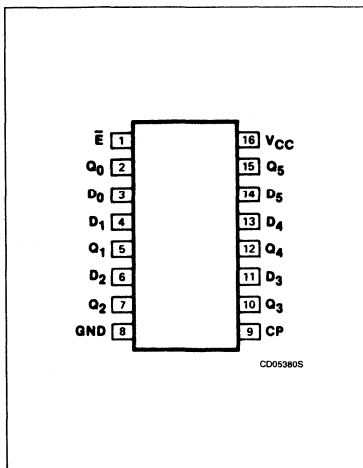 E̅ 1 16 VCC
Q0 2 15 Q5
D0 3 14 D5
D1 4 13 D4
Q1 5 12 Q4
D2 6 11 D3
Q2 7 10 Q3
GND 8 9 CP
CD05380S